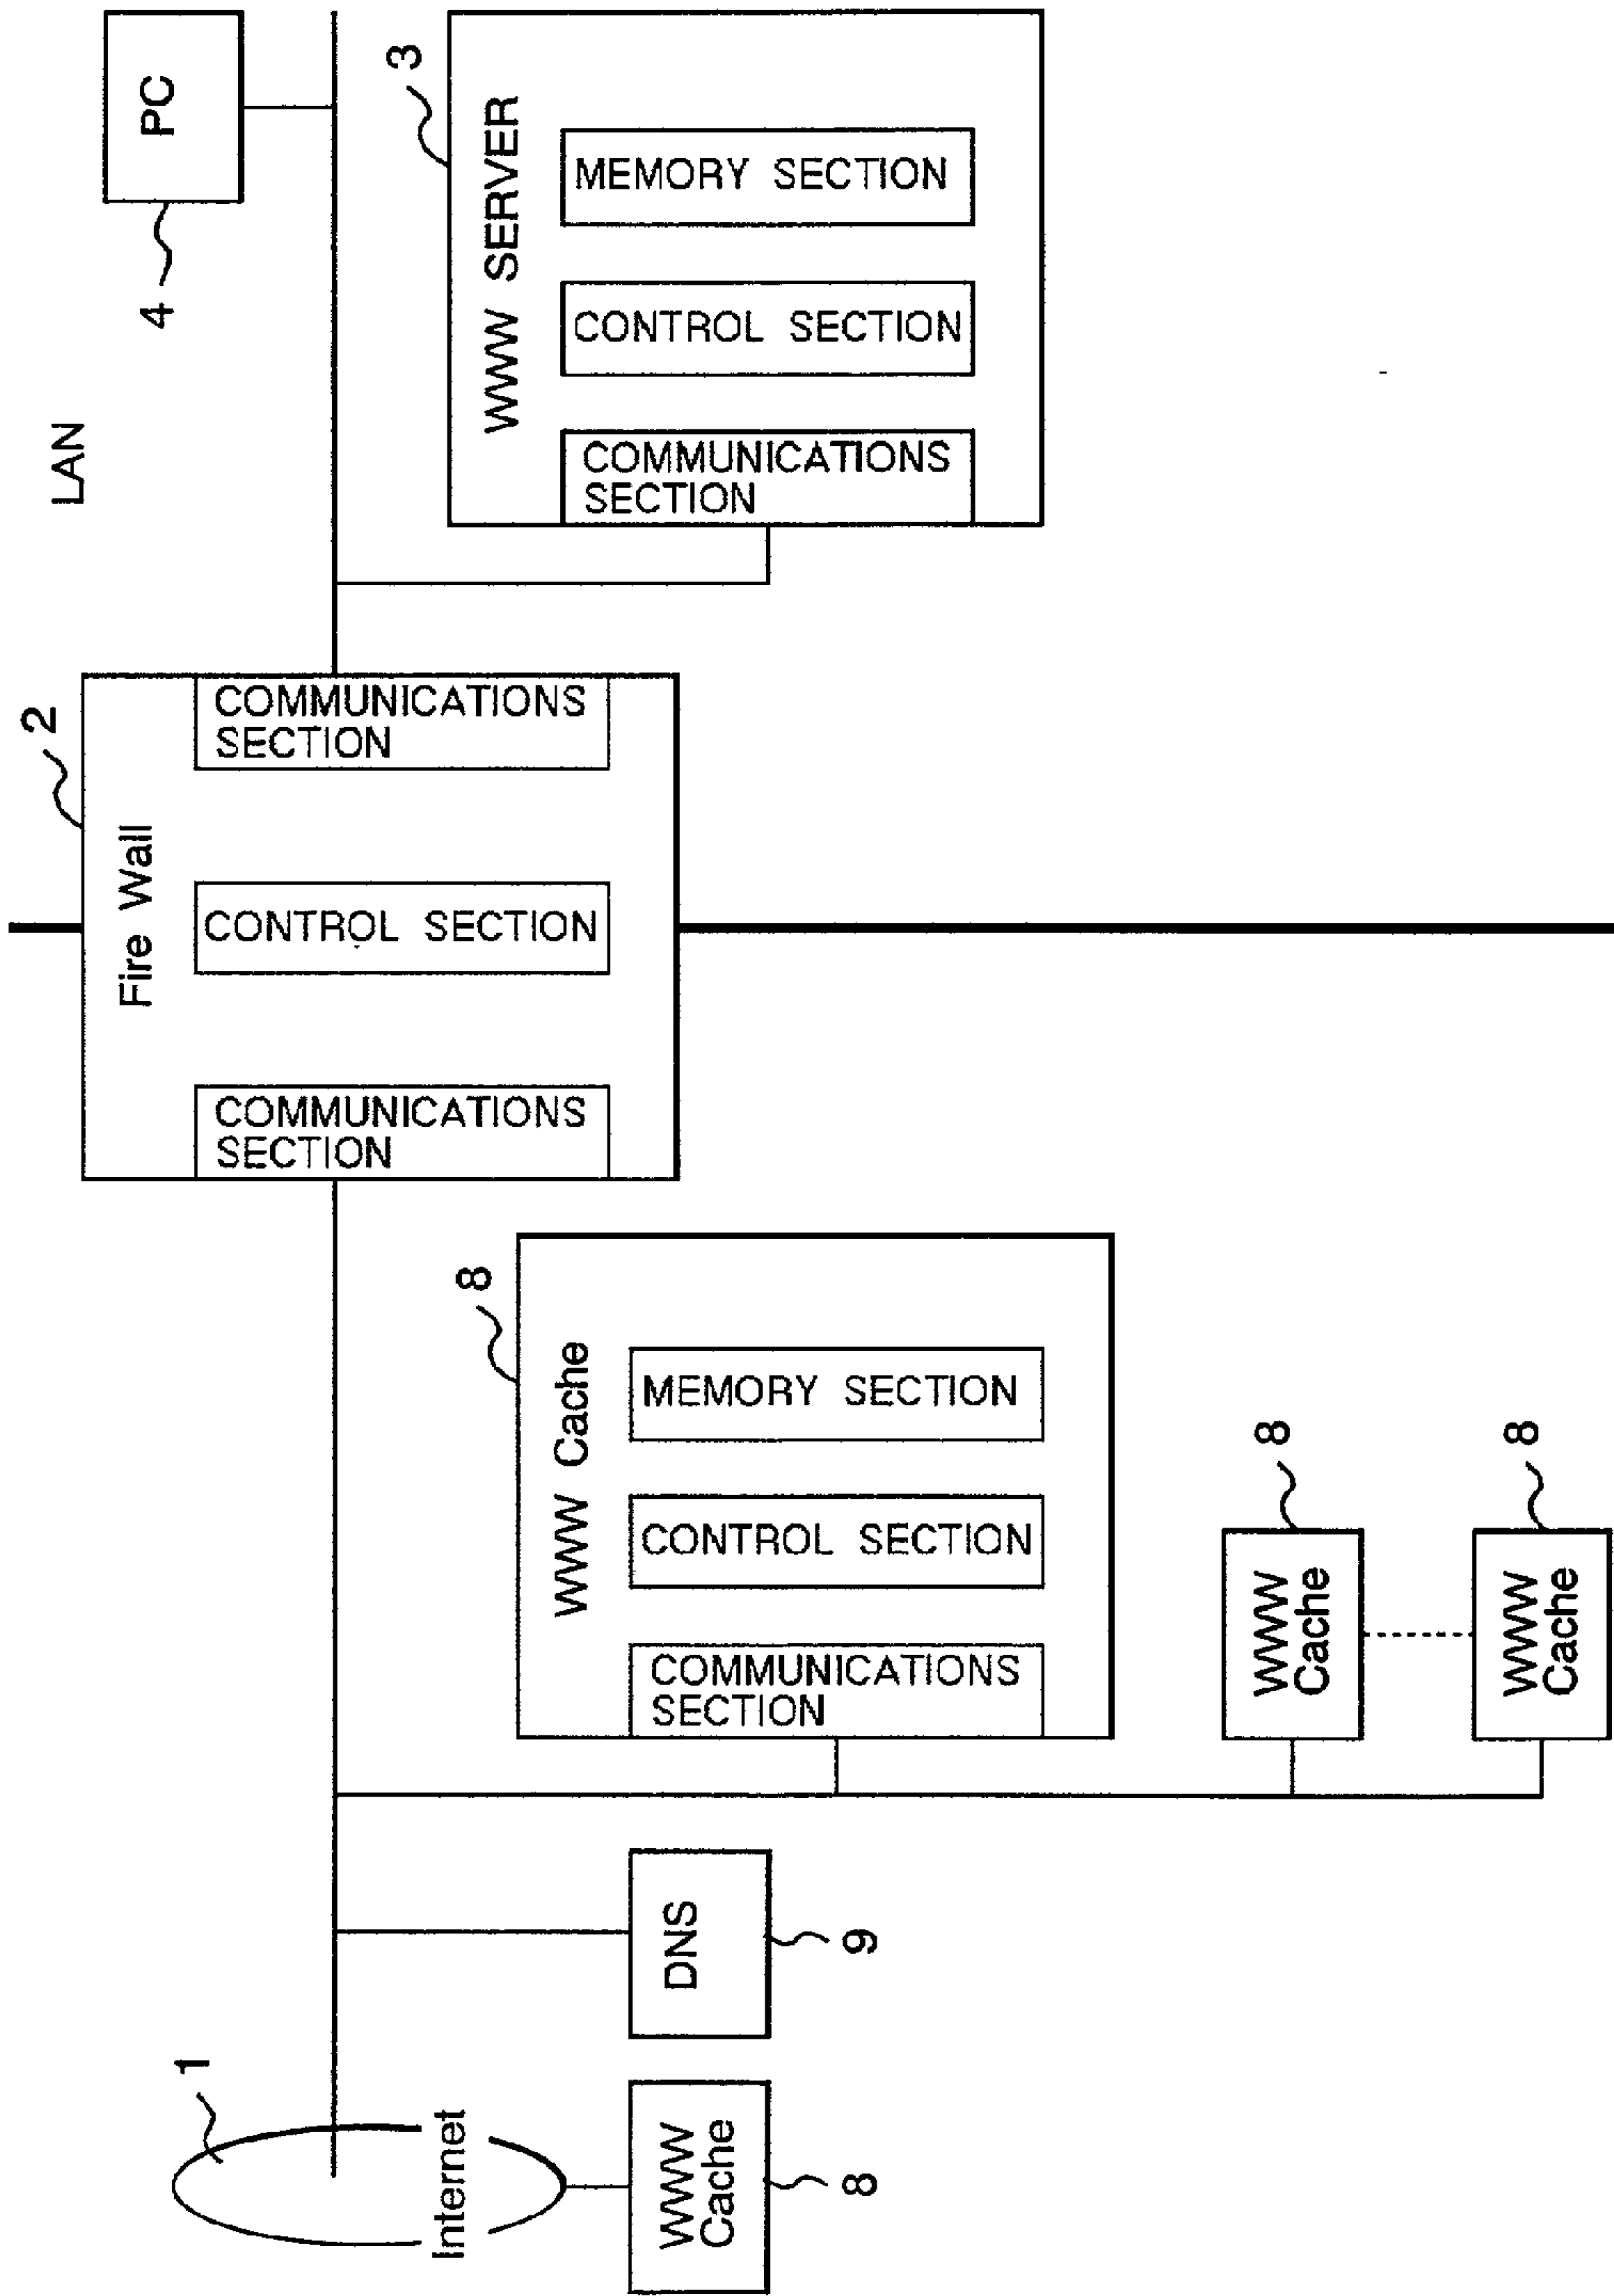 LAN
PC
4
WWW SERVER
3
COMMUNICATIONS
SECTION
CONTROL SECTION
MEMORY SECTION
2
Fire Wall
COMMUNICATIONS
SECTION
CONTROL SECTION
COMMUNICATIONS
SECTION
8
WWW Cache
COMMUNICATIONS
SECTION
CONTROL SECTION
MEMORY SECTION
WWW
Cache
8
WWW
Cache
8
DNS
9
1
Internet
WWW
Cache
8